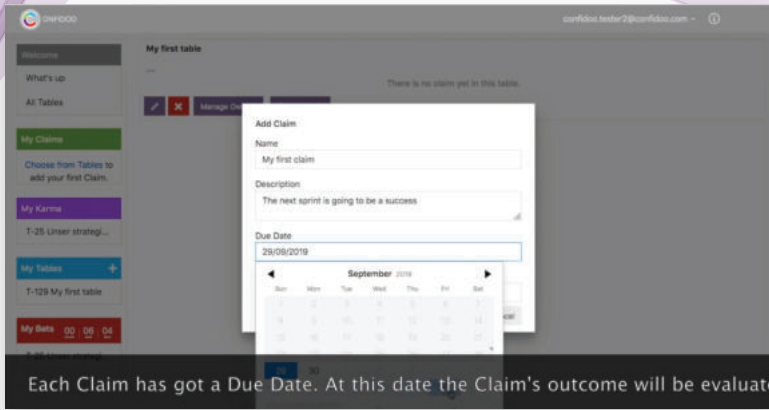 ONFIDOO
confidoo.tester2@confidoo.com
Welcome
What's up
All Tables
My Claims
Choose from Tables to
add your first Claim.
My Karma
T-25 Unser strategi...
My Tables +
T-129 My first table
My Bets 00 06 04
My first table
---
There is no claim yet in this table.
Manage
Add Claim
Name
My first claim
Description
The next sprint is going to be a success
Due Date
29/09/2019
September 2019
Sun Mon Tue Wed Thu Fri Sat
29 30
Each Claim has got a Due Date. At this date the Claim's outcome will be evaluate